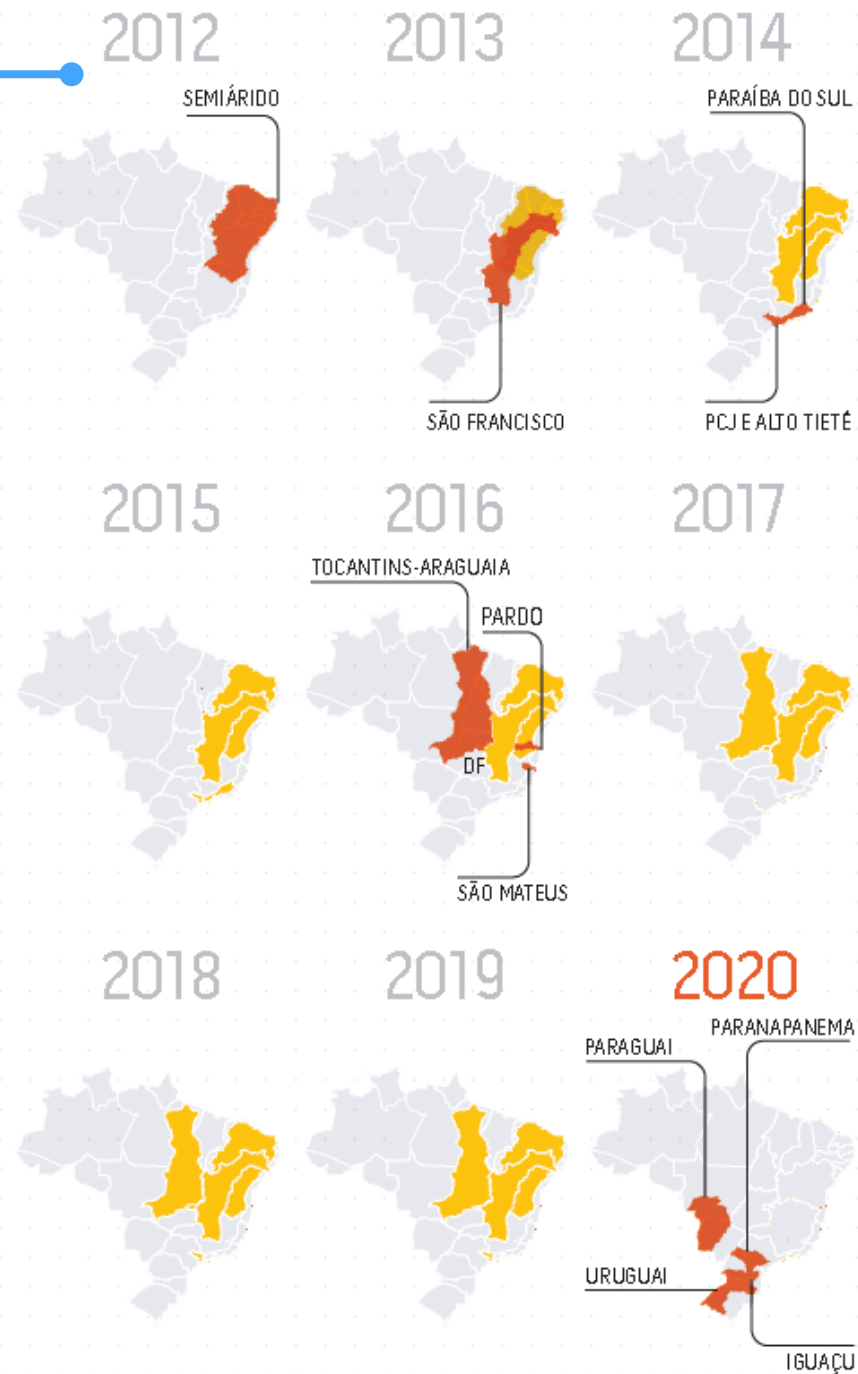 2012
2013
2014
SEMIÁRIDO
PARAÍBA DO SUL
SÃO FRANCISCO
PCJ E ALTO TIETÊ
2015
2016
2017
TOCANTINS-ARAGUAIA
PARDO
DF
SÃO MATEUS
2018
2019
2020
PARANAPANEMA
PARAGUAI
URUGUAI
IGUAÇU